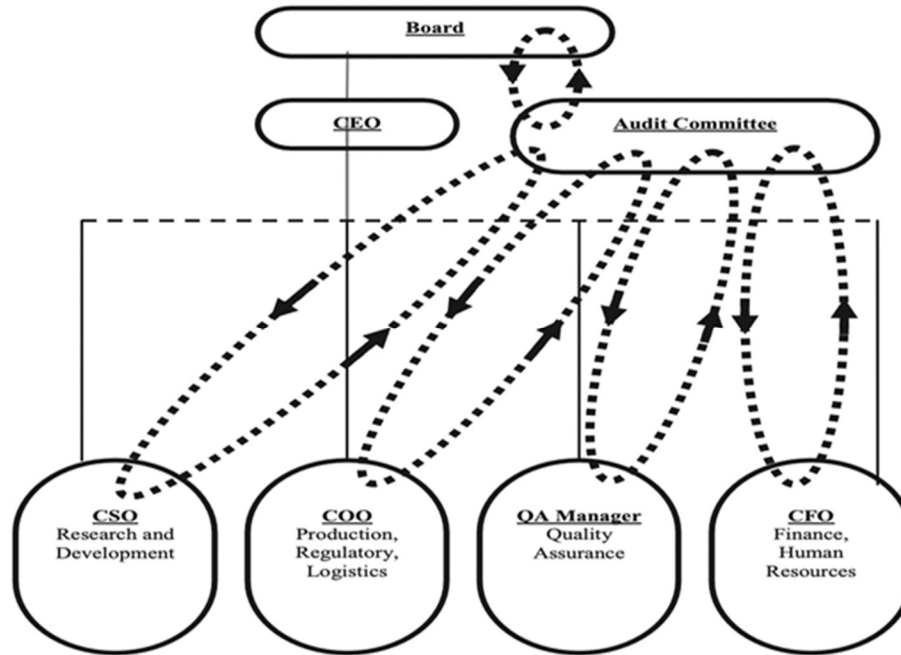 Board
CEO
Audit Committee
CSO
Research and
Development
COO
Production,
Regulatory,
Logistics
QA Manager
Quality
Assurance
CFO
Finance,
Human
Resources